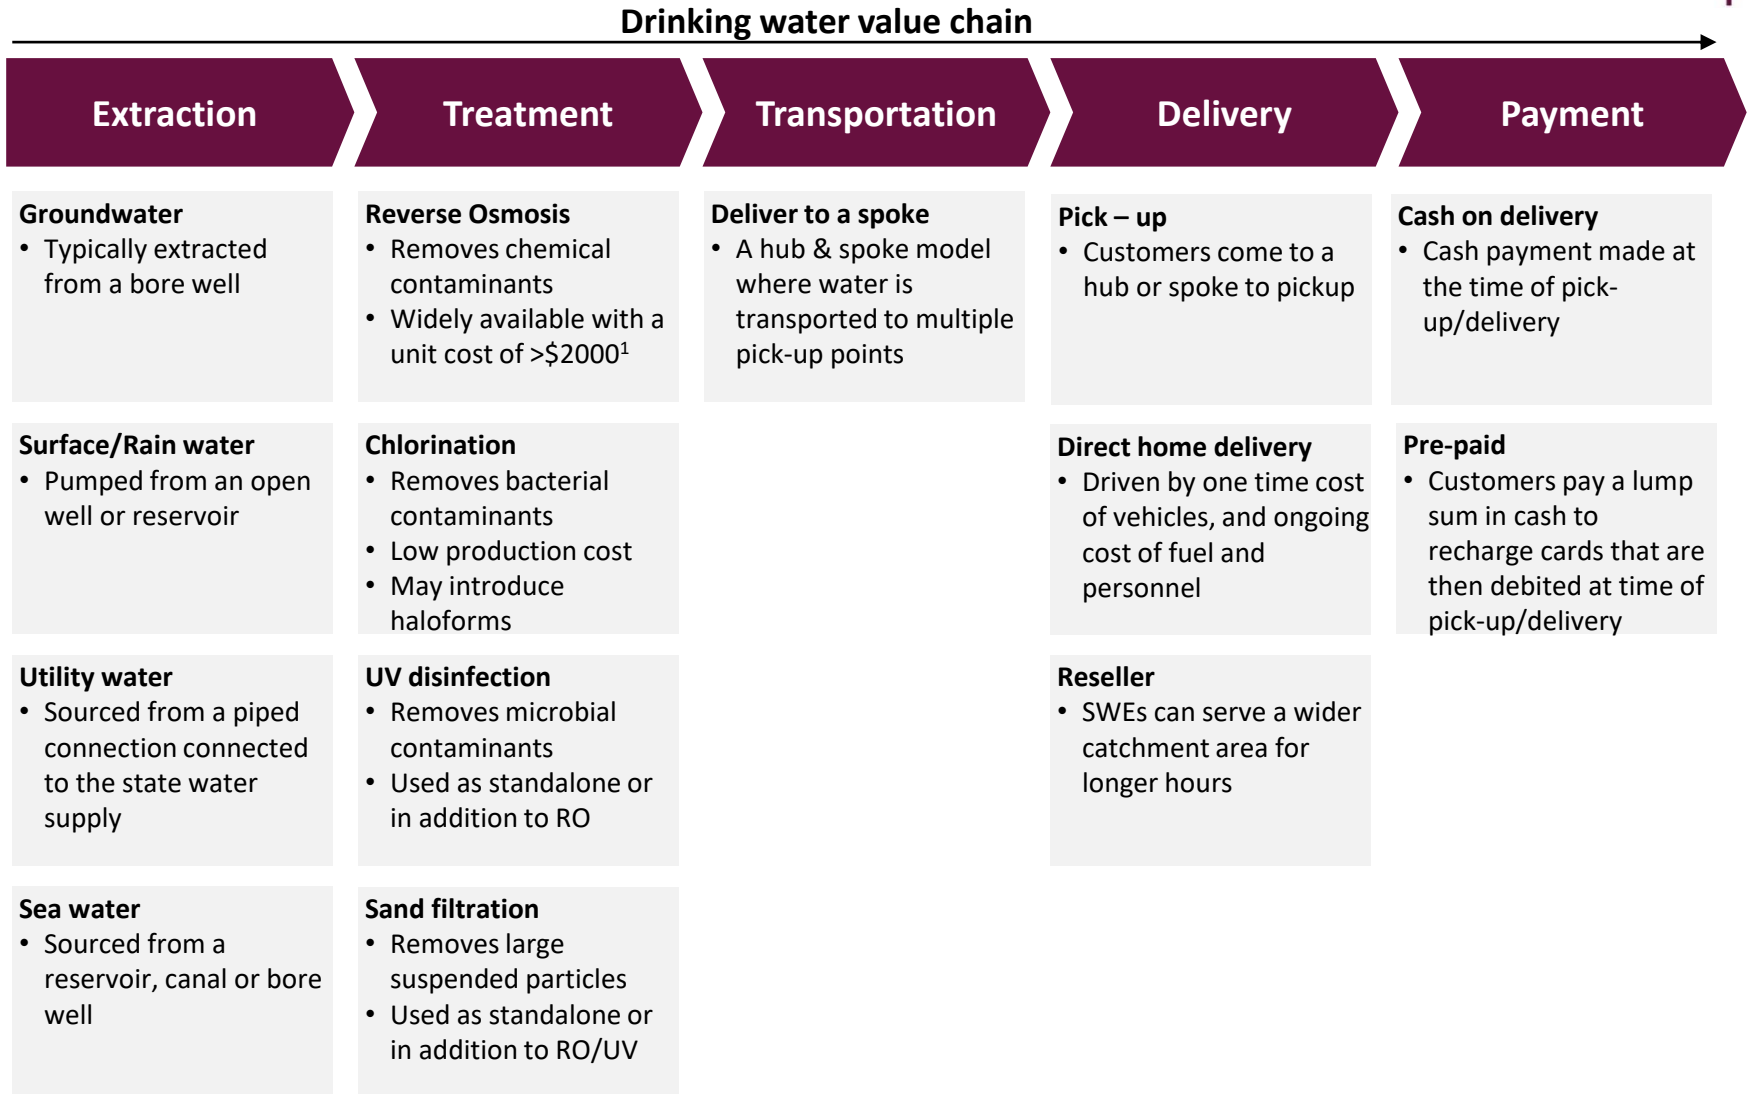 Drinking water value chain
Extraction
Treatment
Transportation
Delivery
Payment
Groundwater
• Typically extracted
from a bore well
Surface/Rain water
• Pumped from an open
well or reservoir
Utility water
• Sourced from a piped
connection connected
to the state water
supply
Sea water
• Sourced from a
reservoir, canal or bore
well
Reverse Osmosis
• Removes chemical
contaminants
• Widely available with a
unit cost of >$2000¹
Chlorination
• Removes bacterial
contaminants
• Low production cost
• May introduce
haloforms
UV disinfection
• Removes microbial
contaminants
• Used as standalone or
in addition to RO
Sand filtration
• Removes large
suspended particles
• Used as standalone or
in addition to RO/UV
Deliver to a spoke
• A hub & spoke model
where water is
transported to multiple
pick-up points
Pick – up
• Customers come to a
hub or spoke to pickup
Direct home delivery
• Driven by one time cost
of vehicles, and ongoing
cost of fuel and
personnel
Reseller
• SWEs can serve a wider
catchment area for
longer hours
Cash on delivery
• Cash payment made at
the time of pick-
up/delivery
Pre-paid
• Customers pay a lump
sum in cash to
recharge cards that are
then debited at time of
pick-up/delivery